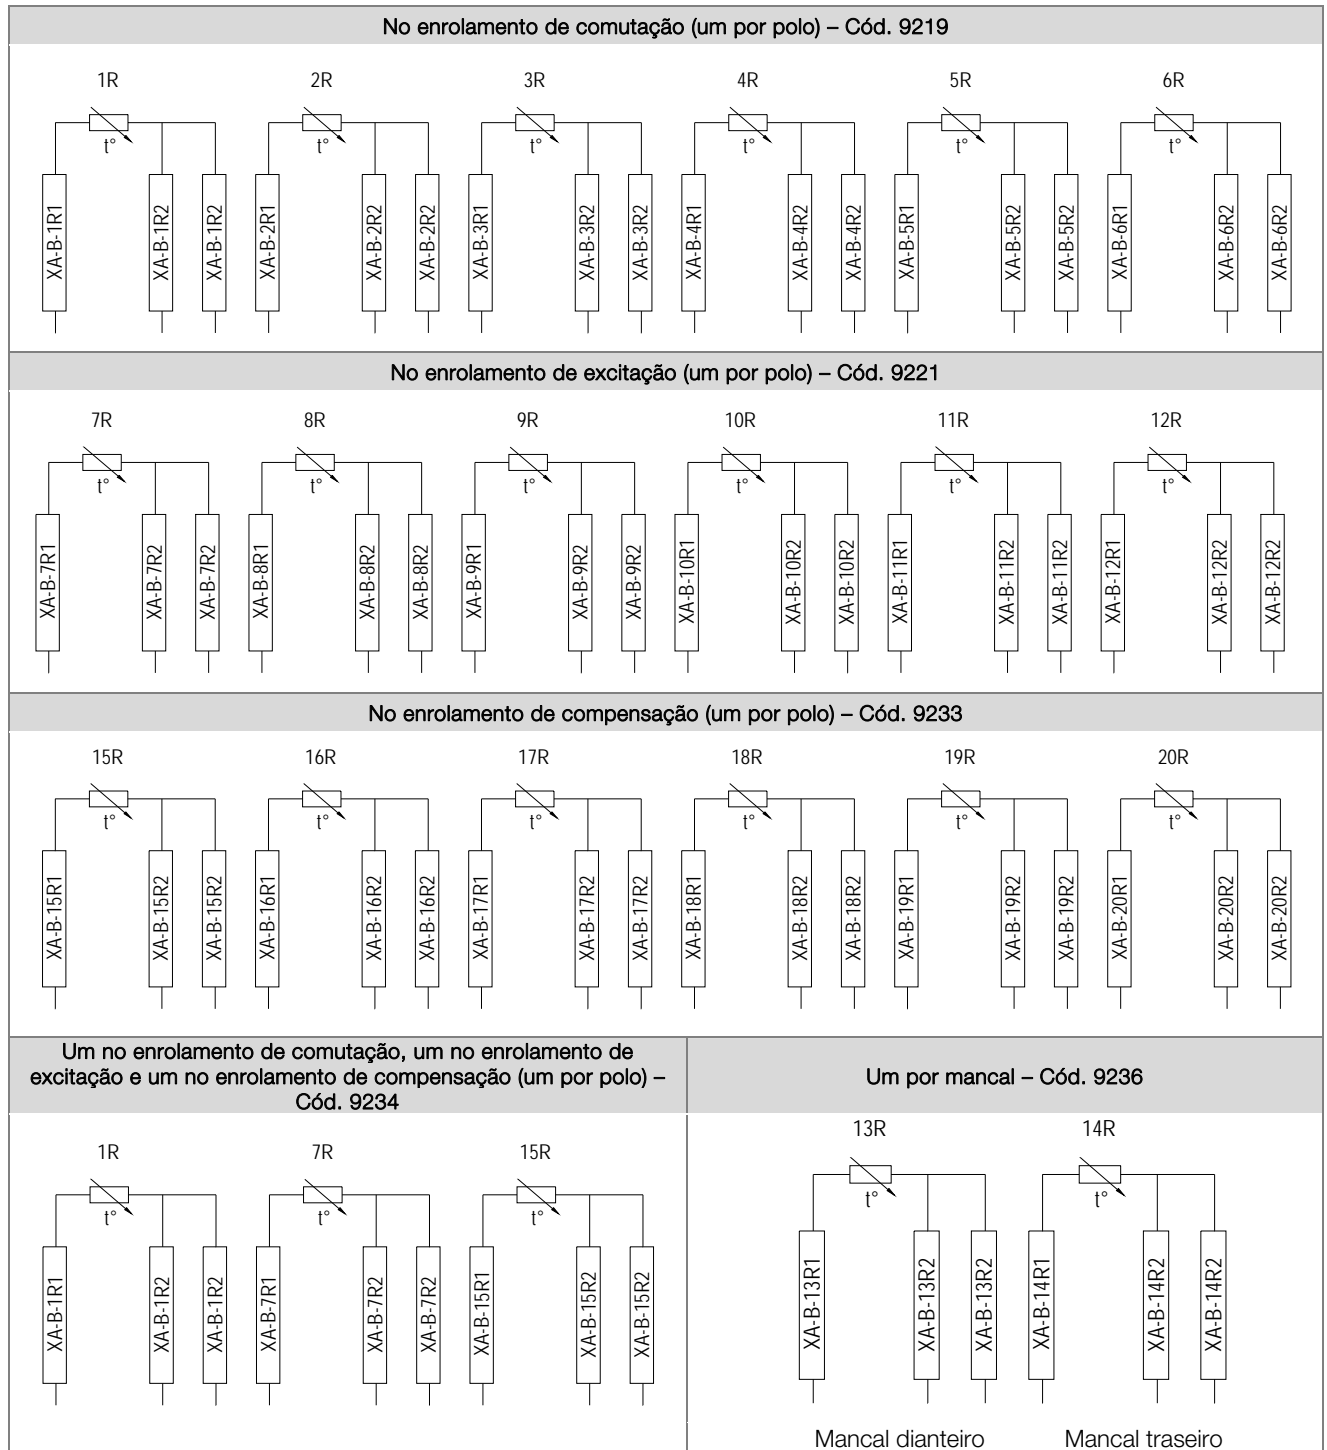 No enrolamento de comutação (um por polo) – Cód. 9219
1R 2R 3R 4R 5R 6R
t° t° t° t° t° t°
XA-B-1R1 XA-B-1R2 XA-B-1R2 XA-B-2R1 XA-B-2R2 XA-B-2R2 XA-B-3R1 XA-B-3R2 XA-B-3R2 XA-B-4R1 XA-B-4R2 XA-B-4R2 XA-B-5R1 XA-B-5R2 XA-B-5R2 XA-B-6R1 XA-B-6R2 XA-B-6R2
No enrolamento de excitação (um por polo) – Cód. 9221
7R 8R 9R 10R 11R 12R
t° t° t° t° t° t°
XA-B-7R1 XA-B-7R2 XA-B-7R2 XA-B-8R1 XA-B-8R2 XA-B-8R2 XA-B-9R1 XA-B-9R2 XA-B-9R2 XA-B-10R1 XA-B-10R2 XA-B-10R2 XA-B-11R1 XA-B-11R2 XA-B-11R2 XA-B-12R1 XA-B-12R2 XA-B-12R2
No enrolamento de compensação (um por polo) – Cód. 9233
15R 16R 17R 18R 19R 20R
t° t° t° t° t° t°
XA-B-15R1 XA-B-15R2 XA-B-15R2 XA-B-16R1 XA-B-16R2 XA-B-16R2 XA-B-17R1 XA-B-17R2 XA-B-17R2 XA-B-18R1 XA-B-18R2 XA-B-18R2 XA-B-19R1 XA-B-19R2 XA-B-19R2 XA-B-20R1 XA-B-20R2 XA-B-20R2
Um no enrolamento de comutação, um no enrolamento de
excitação e um no enrolamento de compensação (um por polo) –
Cód. 9234
1R 7R 15R
t° t° t°
XA-B-1R1 XA-B-1R2 XA-B-1R2 XA-B-7R1 XA-B-7R2 XA-B-7R2 XA-B-15R1 XA-B-15R2 XA-B-15R2
Um por mancal – Cód. 9236
13R 14R
t° t°
XA-B-13R1 XA-B-13R2 XA-B-13R2 XA-B-14R1 XA-B-14R2 XA-B-14R2
Mancal dianteiro Mancal traseiro